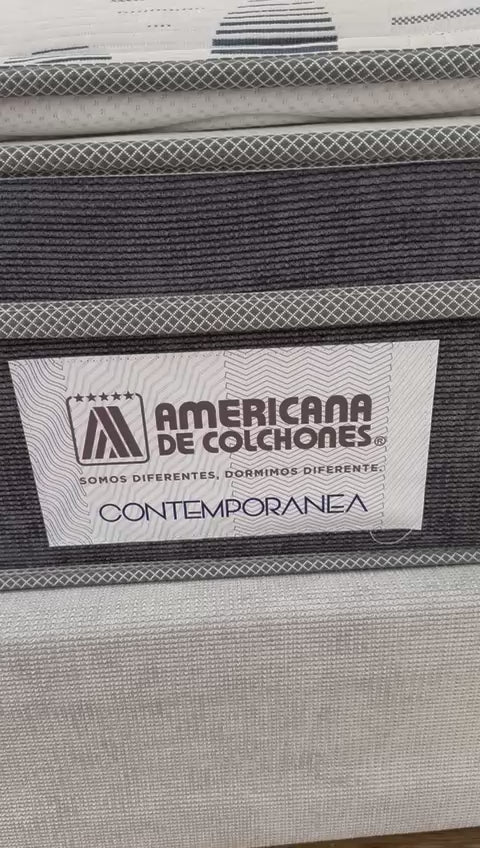 AMERICANA
DE COLCHONES®
SOMOS DIFERENTES, DORMIMOS DIFERENTE.
CONTEMPORANEA